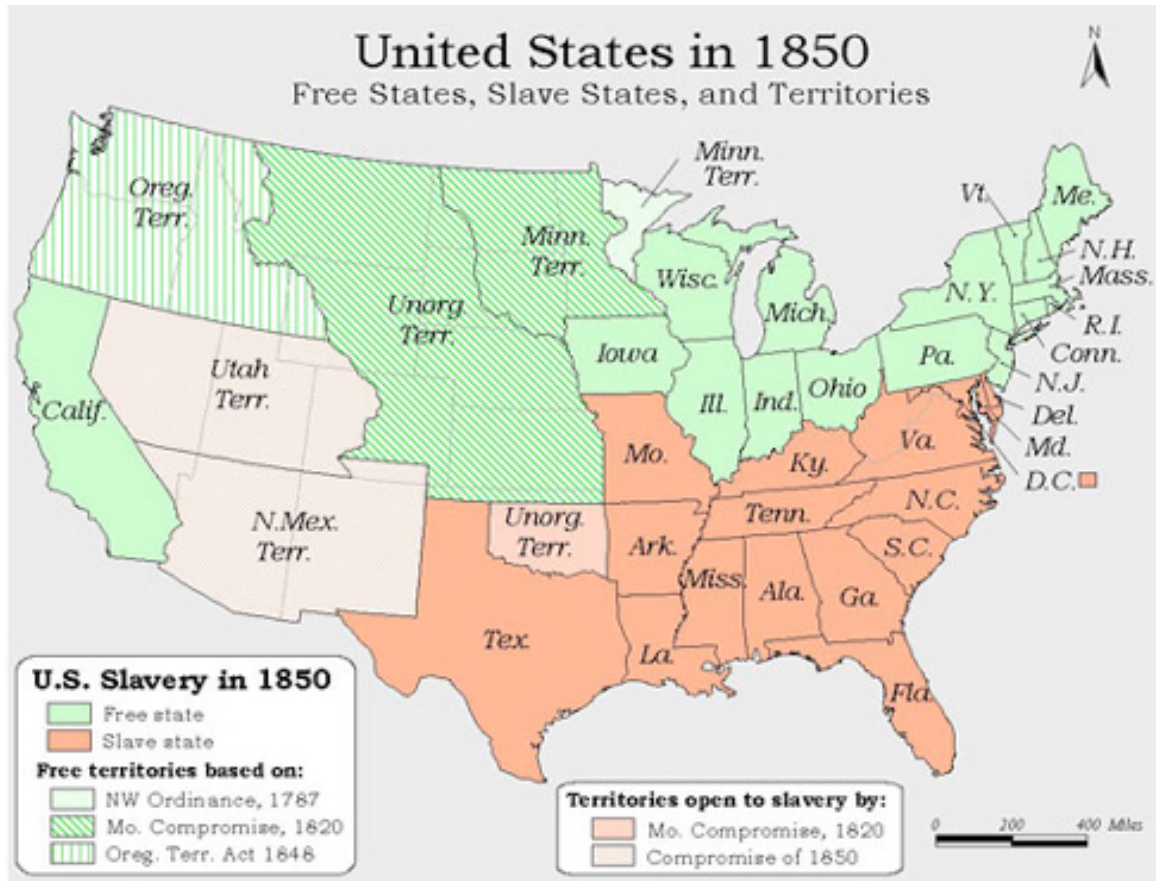 United States in 1850
Free States, Slave States, and Territories
N
Minn.
Terr.
Oreg.
Terr.
Vt.
Me.
Minn.
Terr.
N.H.
Mass.
Wisc.
N.Y.
Unorg.
Terr.
Mich.
R.I.
Iowa
Pa.
Conn.
Utah
Terr.
N.J.
Calif.
Ill.
Ind.
Ohio
Del.
Mo.
Ky.
Va.
Md.
D.C.
N.Mex.
Terr.
Unorg.
Terr.
Tenn.
N.C.
Ark.
S.C.
Miss.
Ala.
Ga.
Tex.
La.
Fla.
U.S. Slavery in 1850
Free state
Slave state
Free territories based on:
NW Ordinance, 1787
Mo. Compromise, 1820
Oreg. Terr. Act 1848
Territories open to slavery by:
Mo. Compromise, 1820
Compromise of 1850
0 200 400 Miles